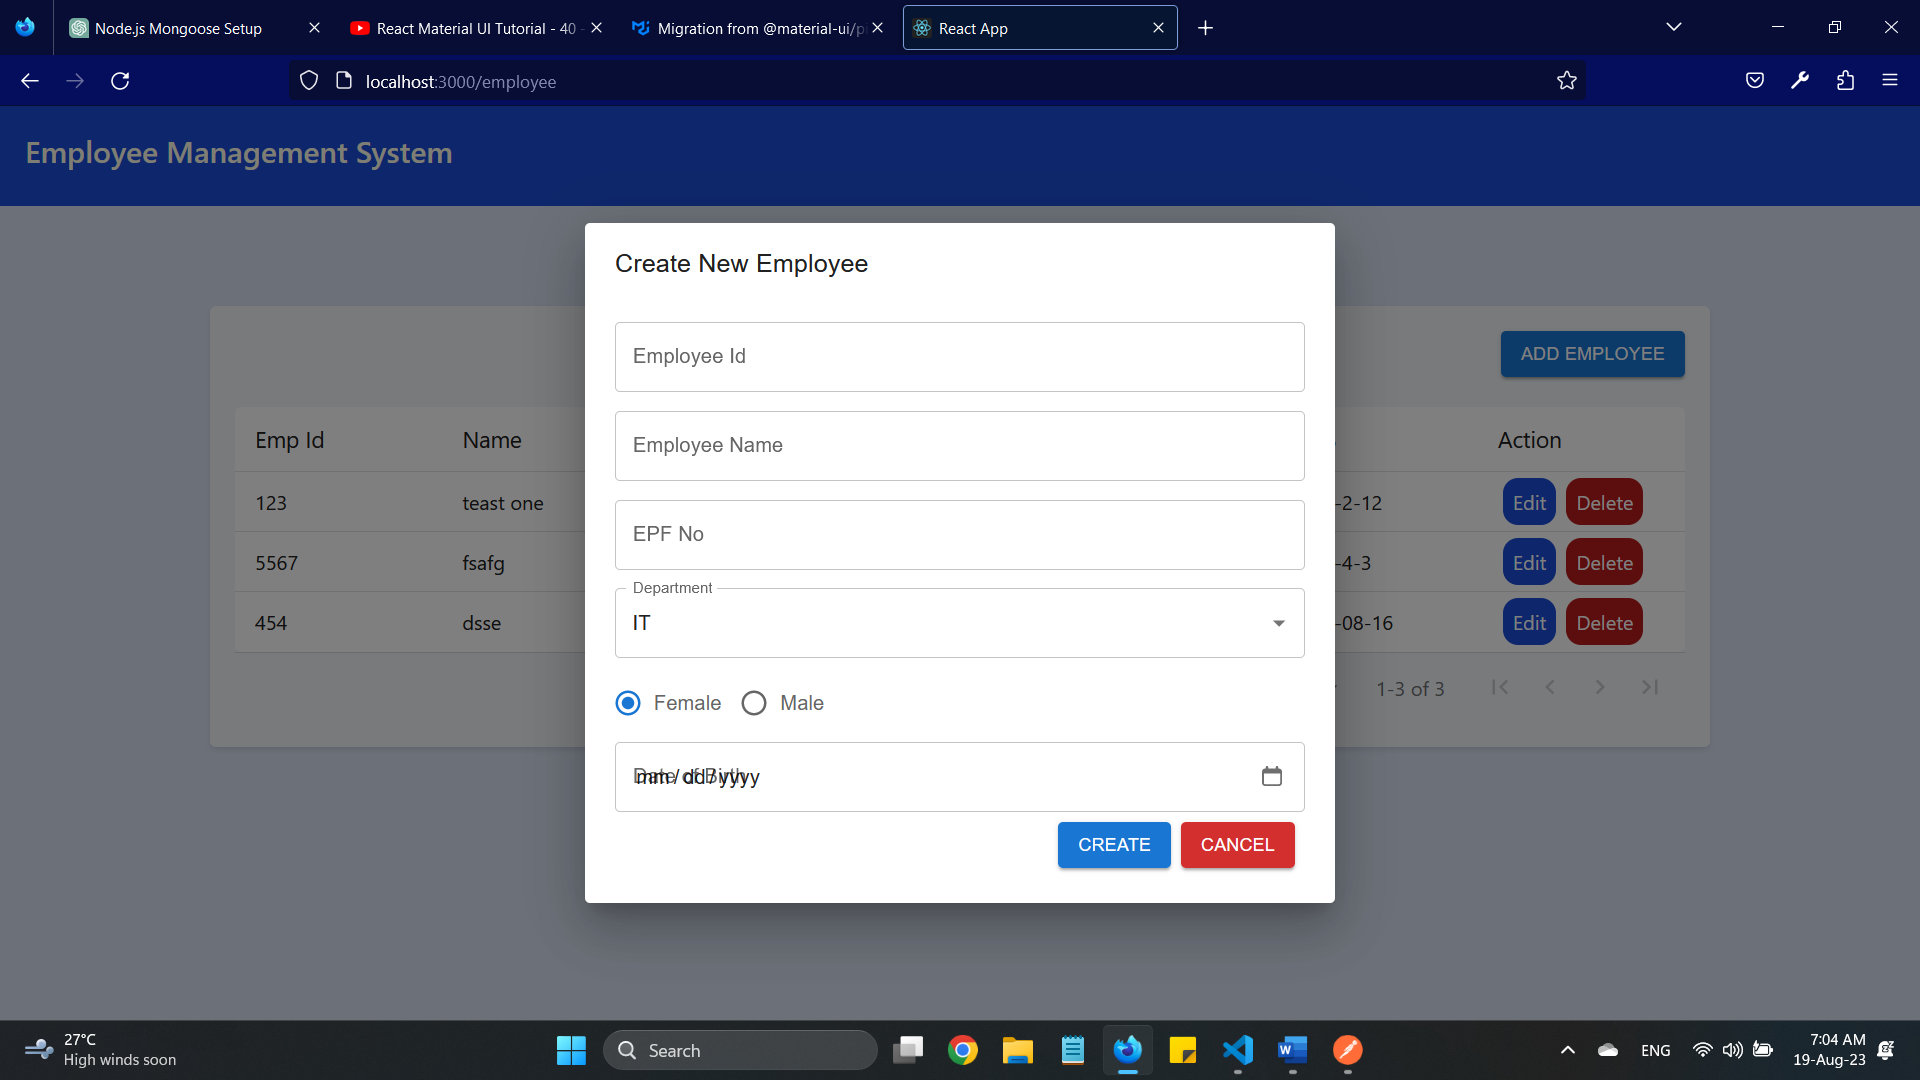 Node.js Mongoose Setup
React Material UI Tutorial - 40 -
Migration from @material-ui/pi
React App
localhost:3000/employee
Employee Management System
Create New Employee
Employee Id
ADD EMPLOYEE
Emp Id Name Employee Name Action
123 teast one -2-12 Edit Delete
EPF No
5567 fsafg -4-3 Edit Delete
Department
454 dsse IT -08-16 Edit Delete
1-3 of 3
Female Male
Date of Birth
mm/dd/yyyy
CREATE CANCEL
27°C
High winds soon
Search
ENG
7:04 AM
19-Aug-23